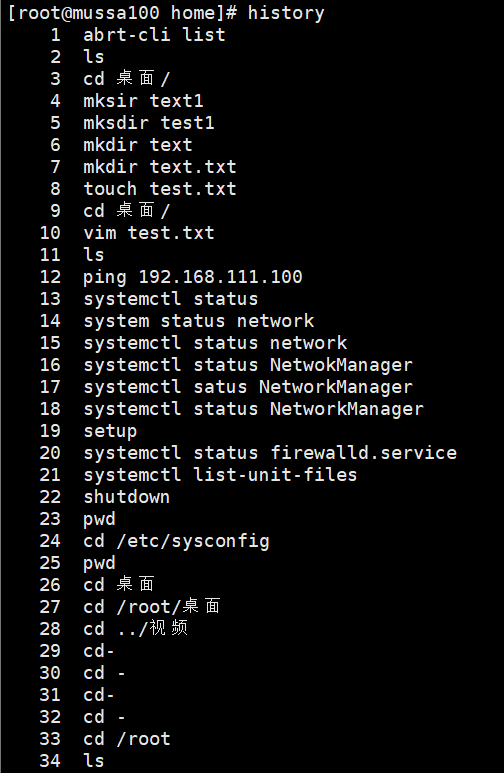 [root@mussa100 home]# history
1 abrt-cli list
2 ls
3 cd 桌面/
4 mksir text1
5 mksdir test1
6 mkdir text
7 mkdir text.txt
8 touch test.txt
9 cd 桌面/
10 vim test.txt
11 ls
12 ping 192.168.111.100
13 systemctl status
14 system status network
15 systemctl status network
16 systemctl status NetwokManager
17 systemctl satus NetworkManager
18 systemctl status NetworkManager
19 setup
20 systemctl status firewalld.service
21 systemctl list-unit-files
22 shutdown
23 pwd
24 cd /etc/sysconfig
25 pwd
26 cd 桌面
27 cd /root/桌面
28 cd ../视频
29 cd-
30 cd -
31 cd-
32 cd -
33 cd /root
34 ls